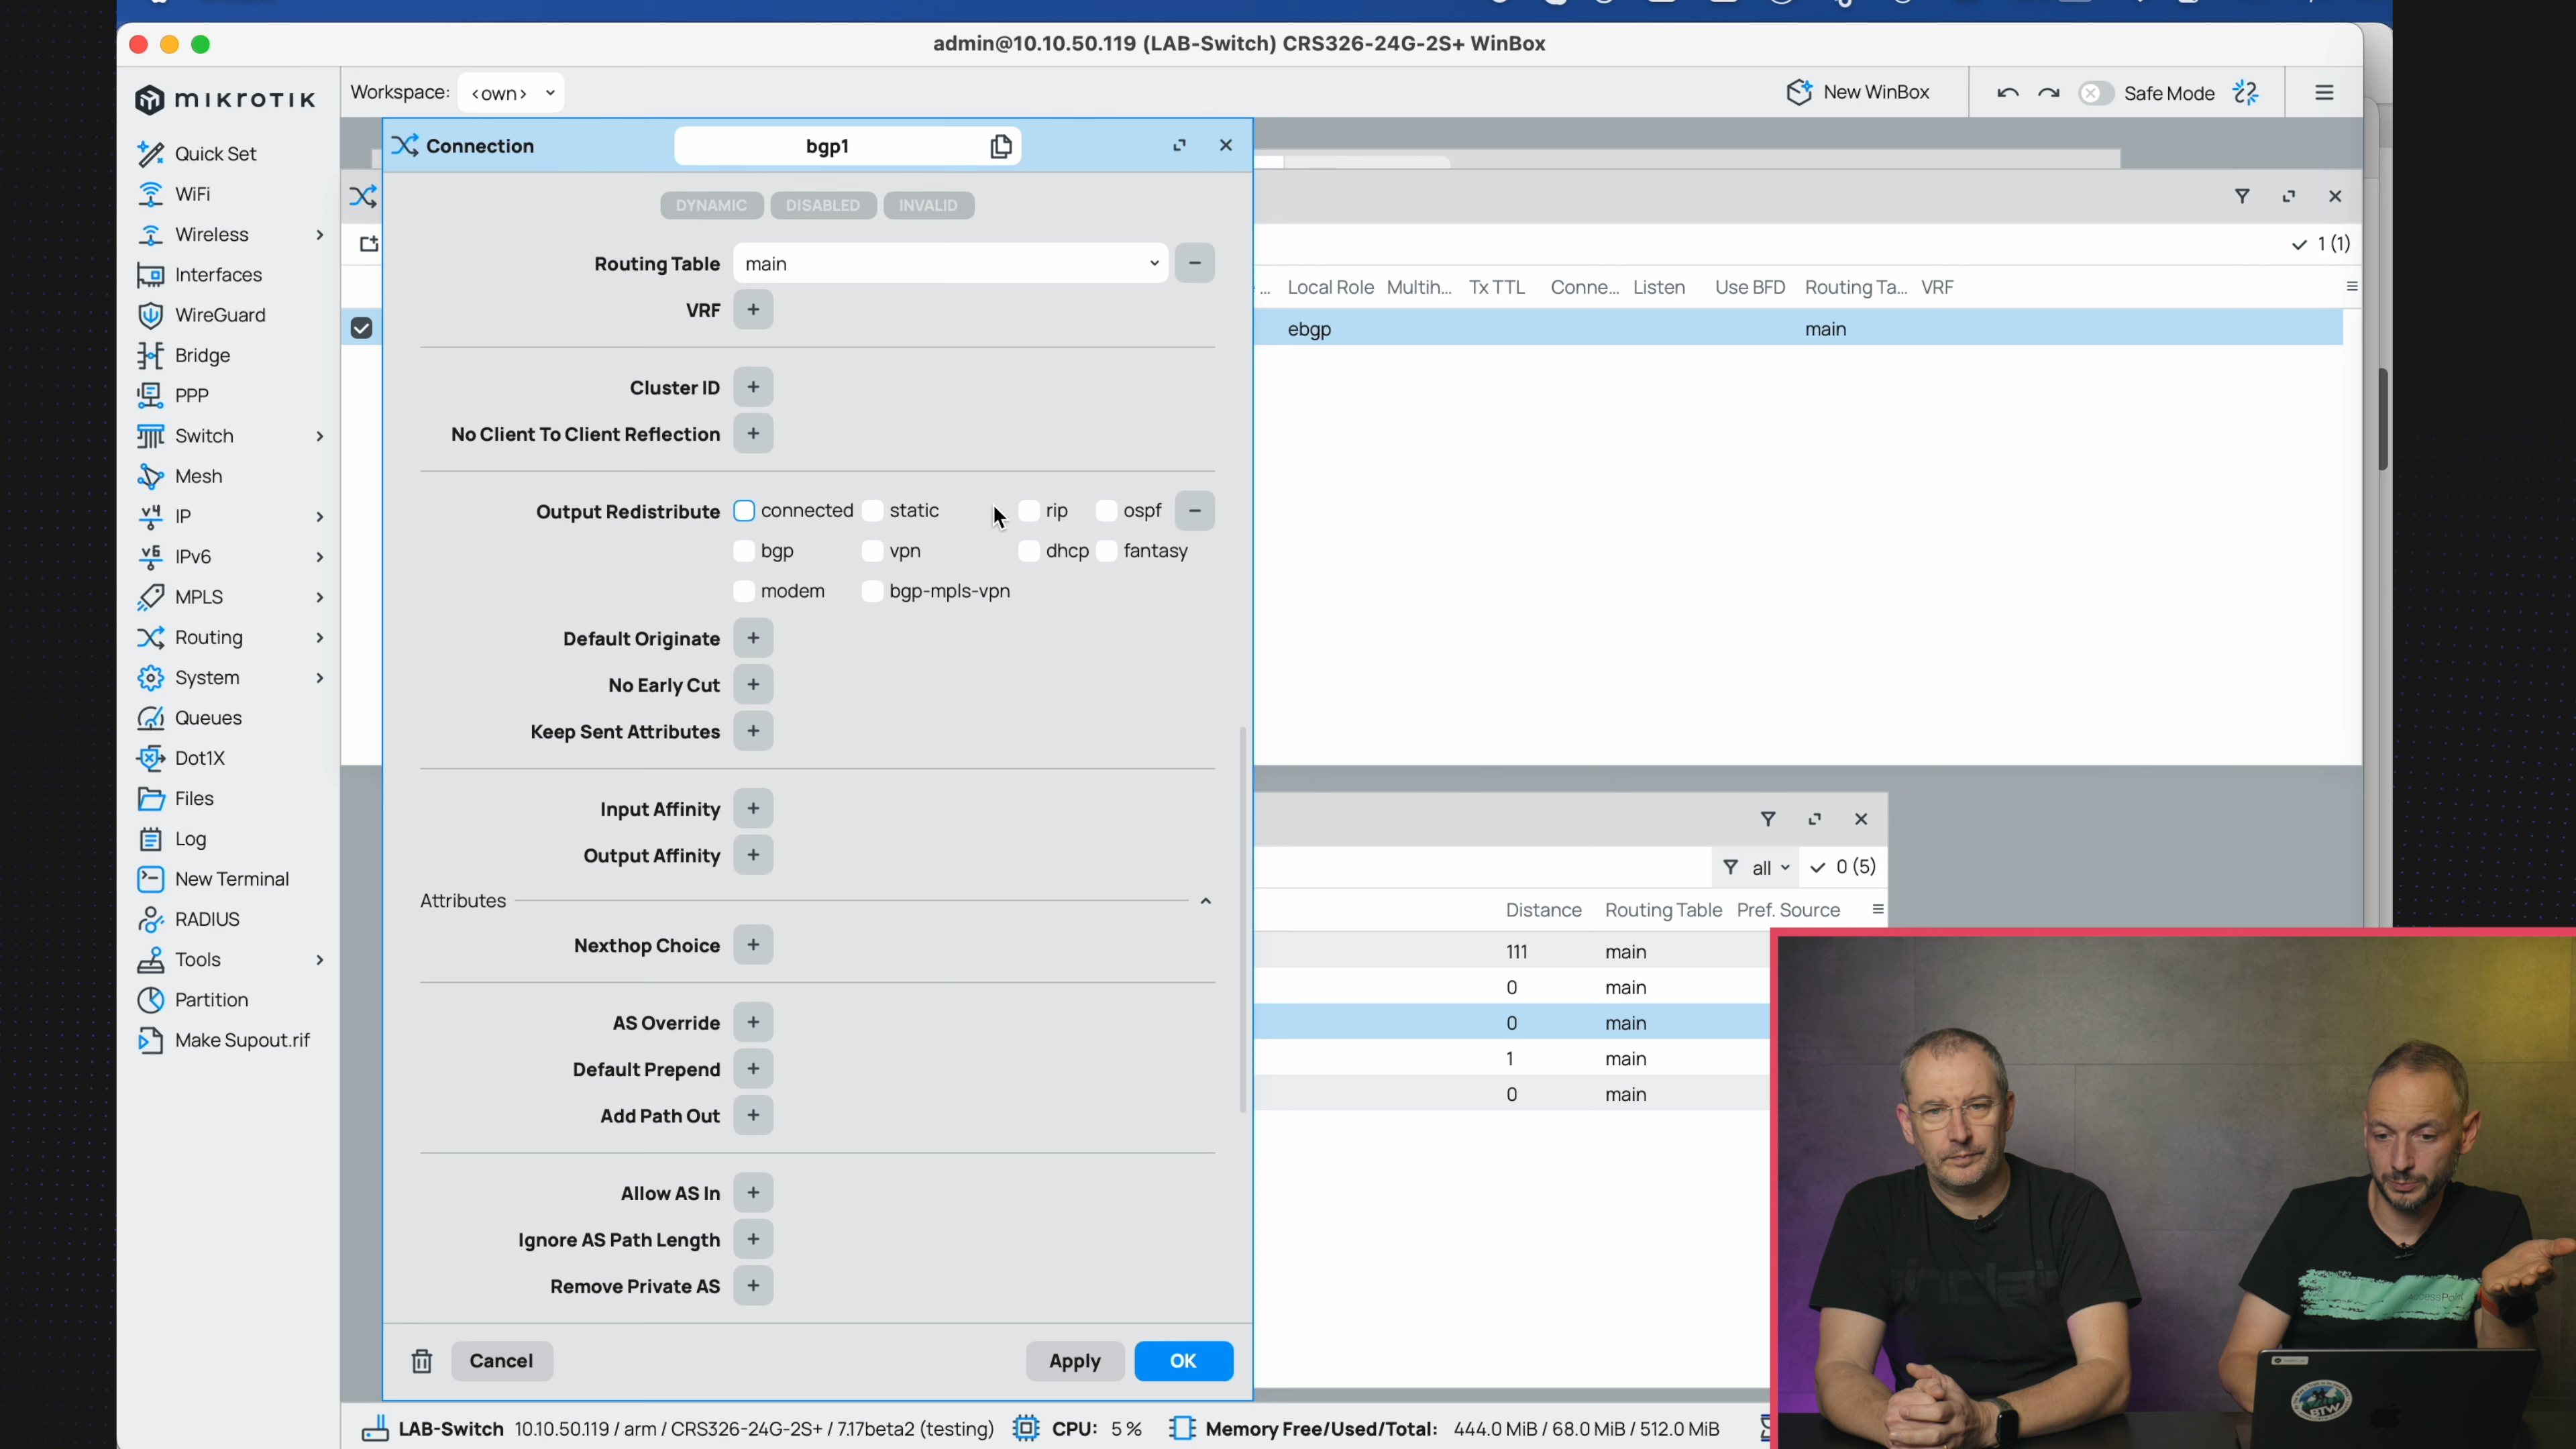 admin@10.10.50.119 (LAB-Switch) CRS326-24G-2S+ WinBox
mikrotik
Workspace: <own>
New WinBox
Safe Mode
Quick Set
WiFi
Wireless
Interfaces
WireGuard
Bridge
PPP
Switch
Mesh
IP
IPv6
MPLS
Routing
System
Queues
Dot1X
Files
Log
New Terminal
RADIUS
Tools
Partition
Make Supout.rif
Connection bgp1
DYNAMIC DISABLED INVALID
Routing Table main
VRF
Cluster ID
No Client To Client Reflection
Output Redistribute connected static rip ospf
bgp vpn dhcp fantasy
modem bgp-mpls-vpn
Default Originate
No Early Cut
Keep Sent Attributes
Input Affinity
Output Affinity
Attributes
Nexthop Choice
AS Override
Default Prepend
Add Path Out
Allow AS In
Ignore AS Path Length
Remove Private AS
Cancel Apply OK
1 (1)
... Local Role Multih... Tx TTL Conne... Listen Use BFD Routing Ta... VRF
ebgp main
all 0 (5)
Distance Routing Table Pref. Source
111 main
0 main
0 main
1 main
0 main
LAB-Switch 10.10.50.119 / arm / CRS326-24G-2S+ / 7.17beta2 (testing) CPU: 5 % Memory Free/Used/Total: 444.0 MiB / 68.0 MiB / 512.0 MiB
BTW